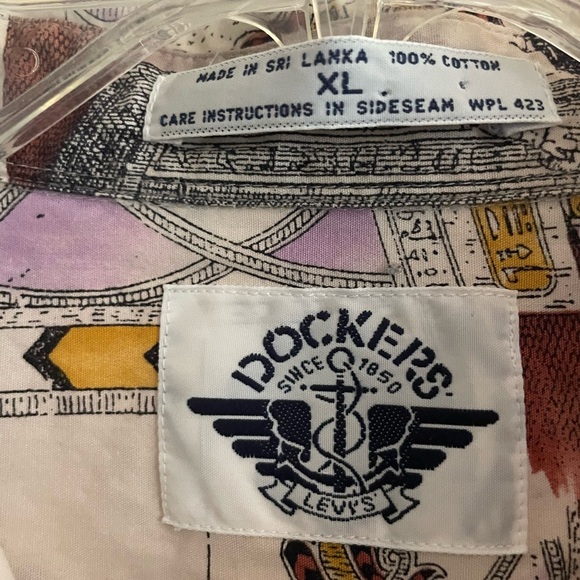 MADE IN SRI LANKA 100% COTTON
XL
CARE INSTRUCTIONS IN SIDESEAM WPL 423
DOCKERS
SINCE 1850
LEVI'S